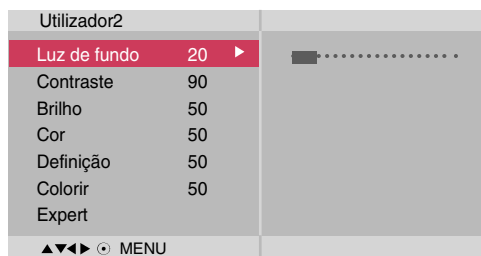 Utilizador2
Luz de fundo 20
Contraste 90
Brilho 50
Cor 50
Definição 50
Colorir 50
Expert
MENU